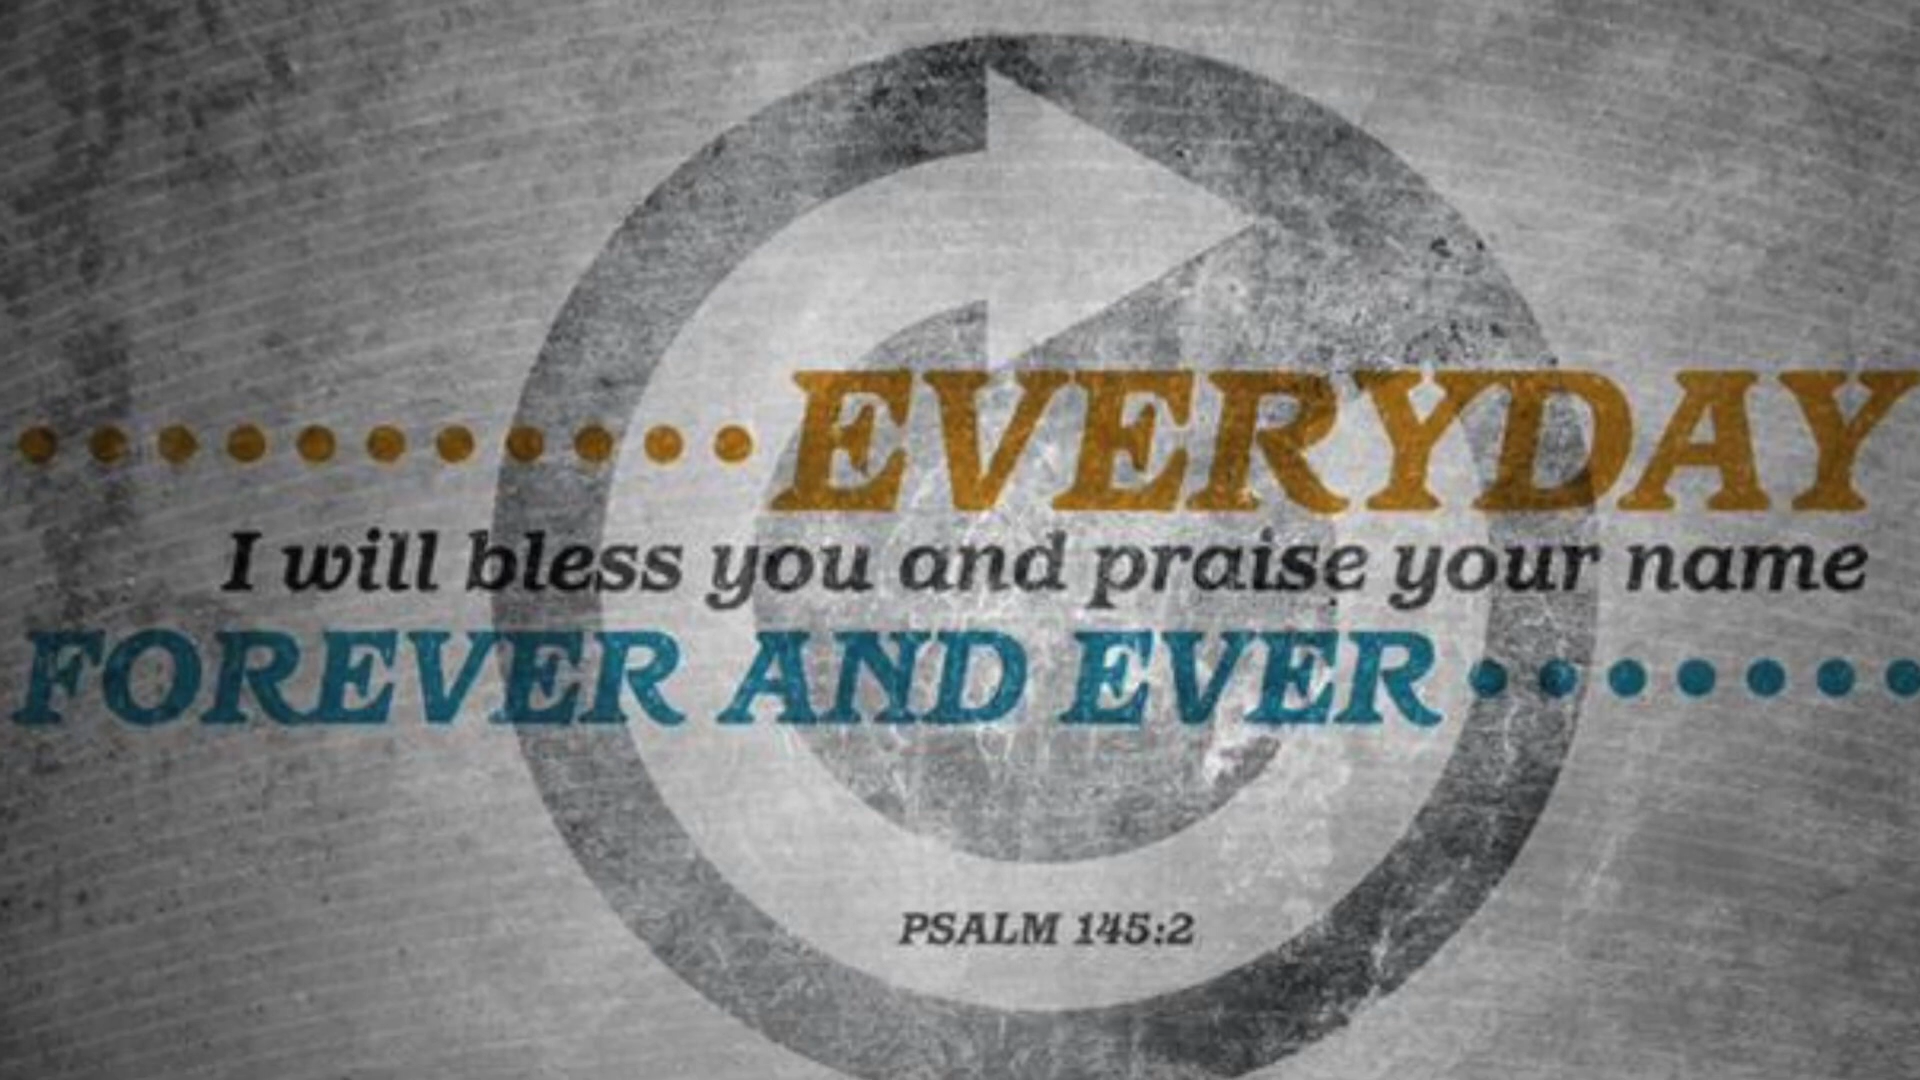 EVERYDAY
I will bless you and praise your name
FOREVER AND EVER
PSALM 145:2